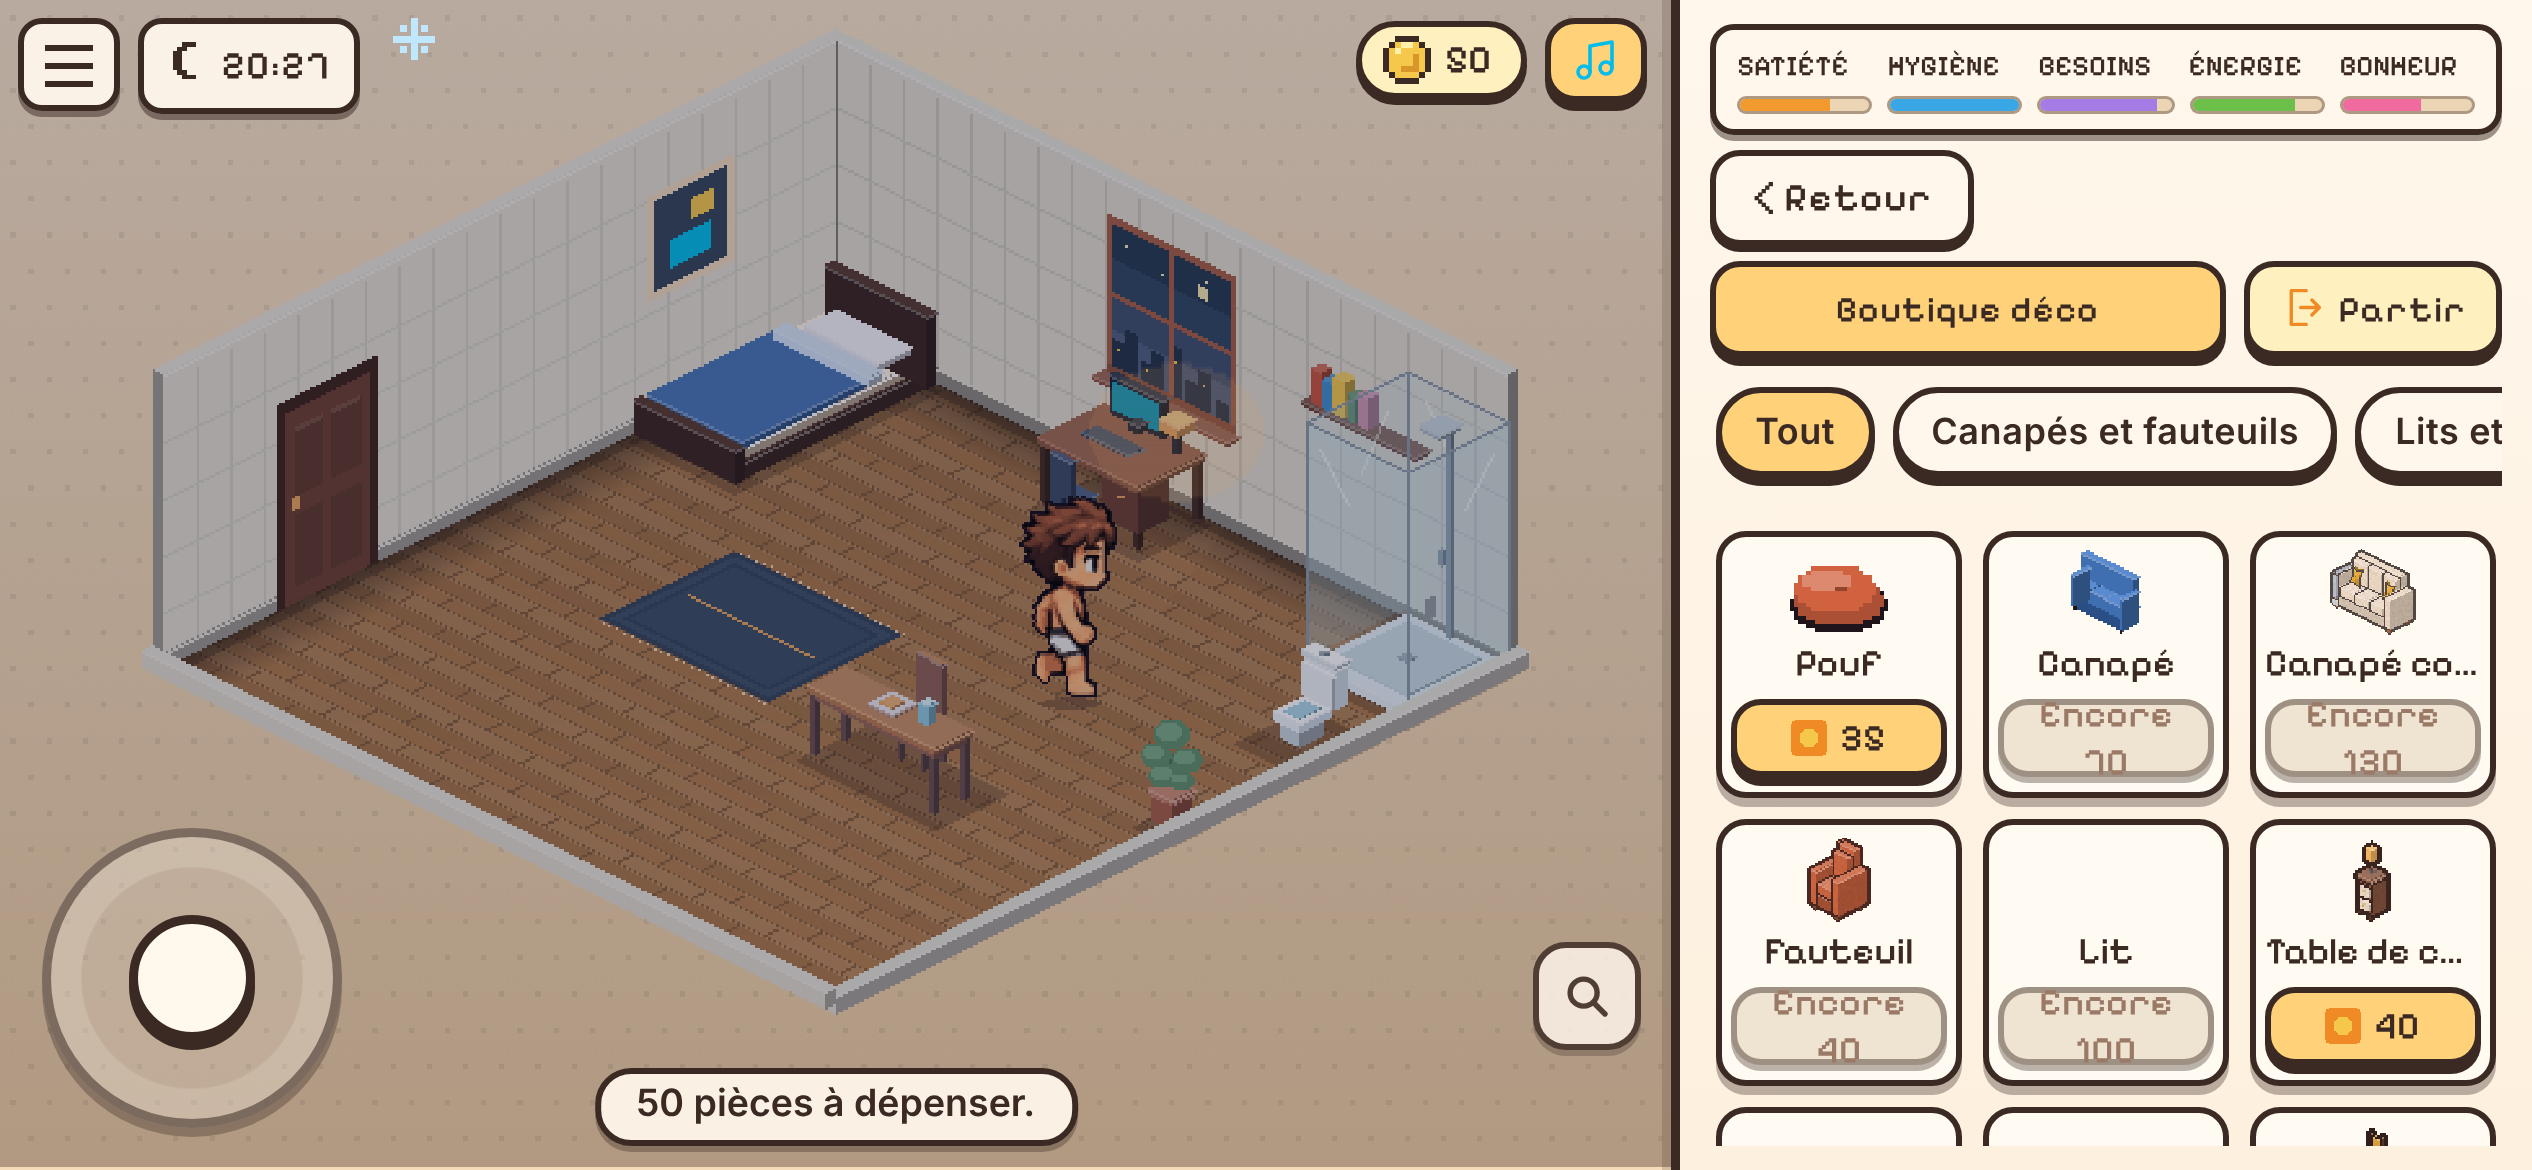 20:27
50
SATIÉTÉ
HYGIÈNE
BESOINS
ÉNERGIE
BONHEUR
Retour
Boutique déco
Partir
Tout
Canapés et fauteuils
Lits et
Pouf
Canapé
Canapé co...
35
Encore
70
Encore
130
Fauteuil
Lit
Table de c...
Encore
40
Encore
100
40
50 pièces à dépenser.